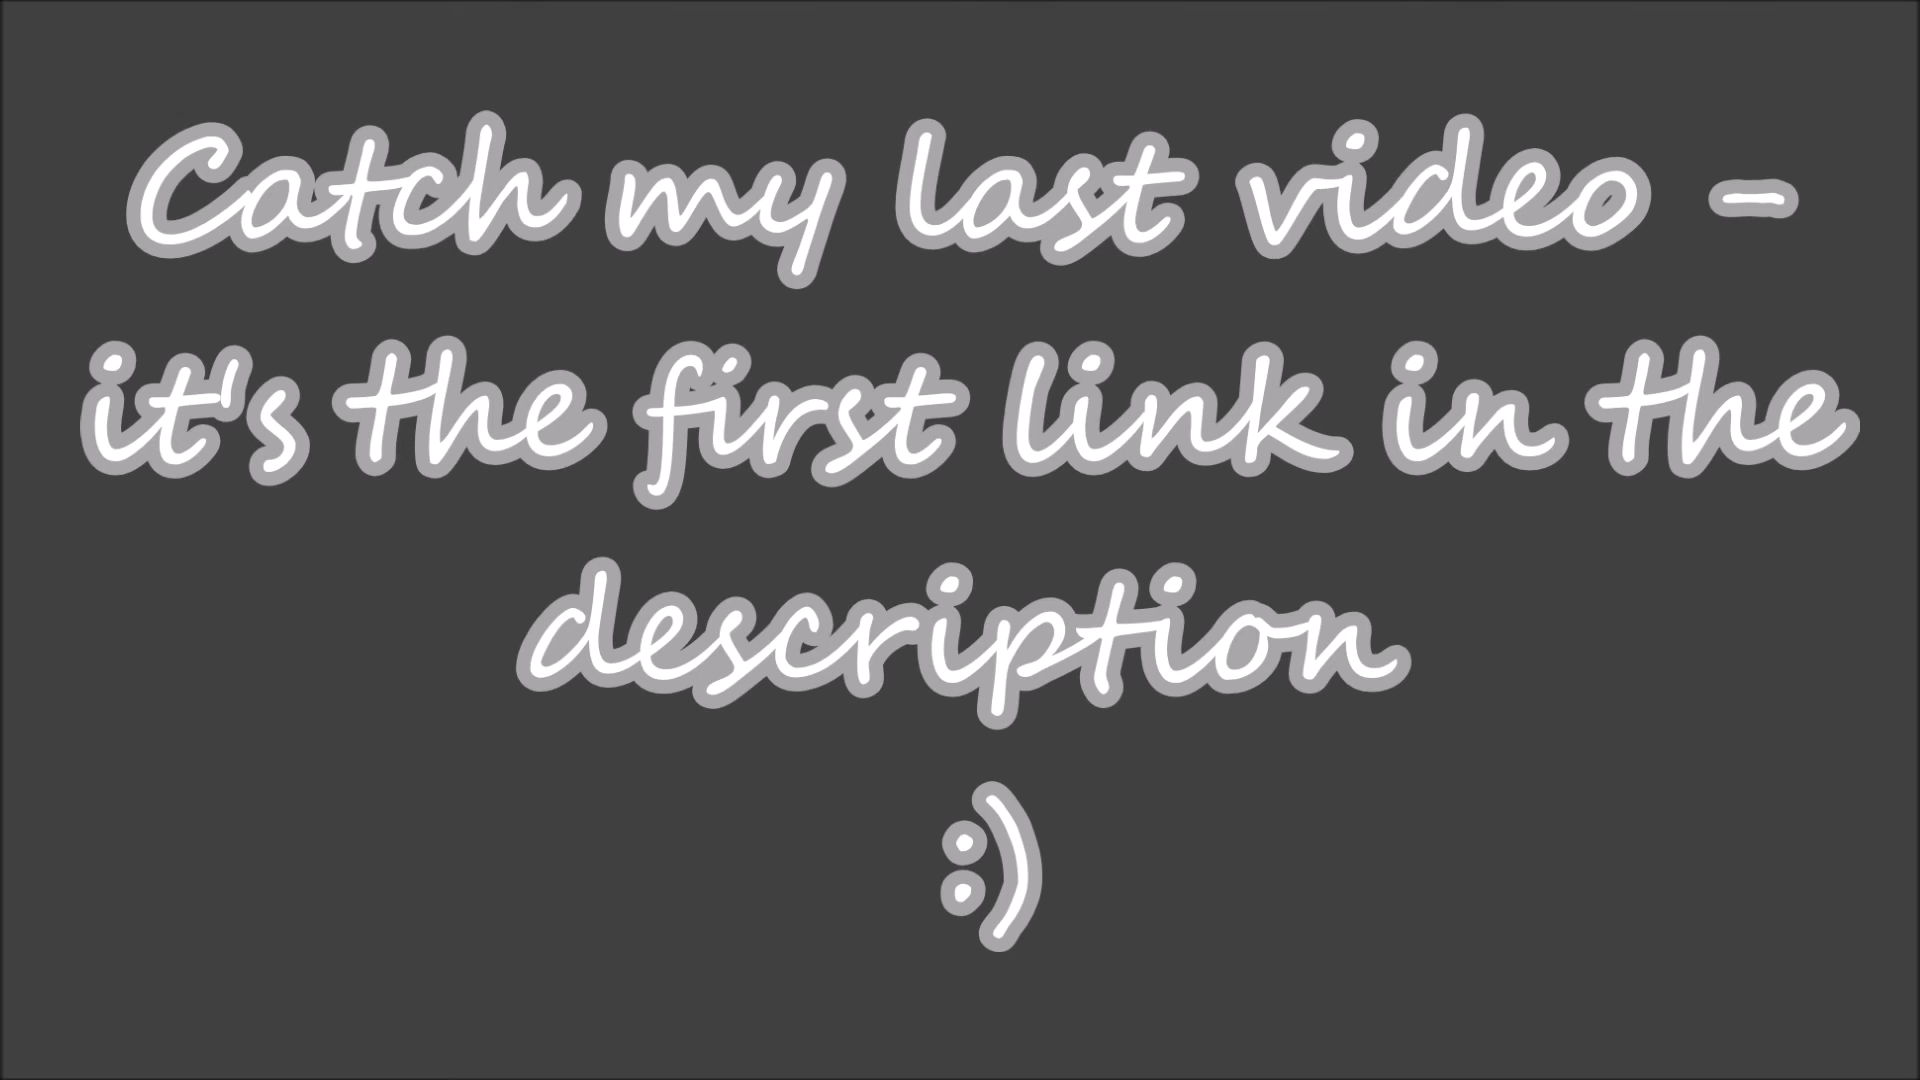 Catch my last video -
it's the first link in the
description
:)